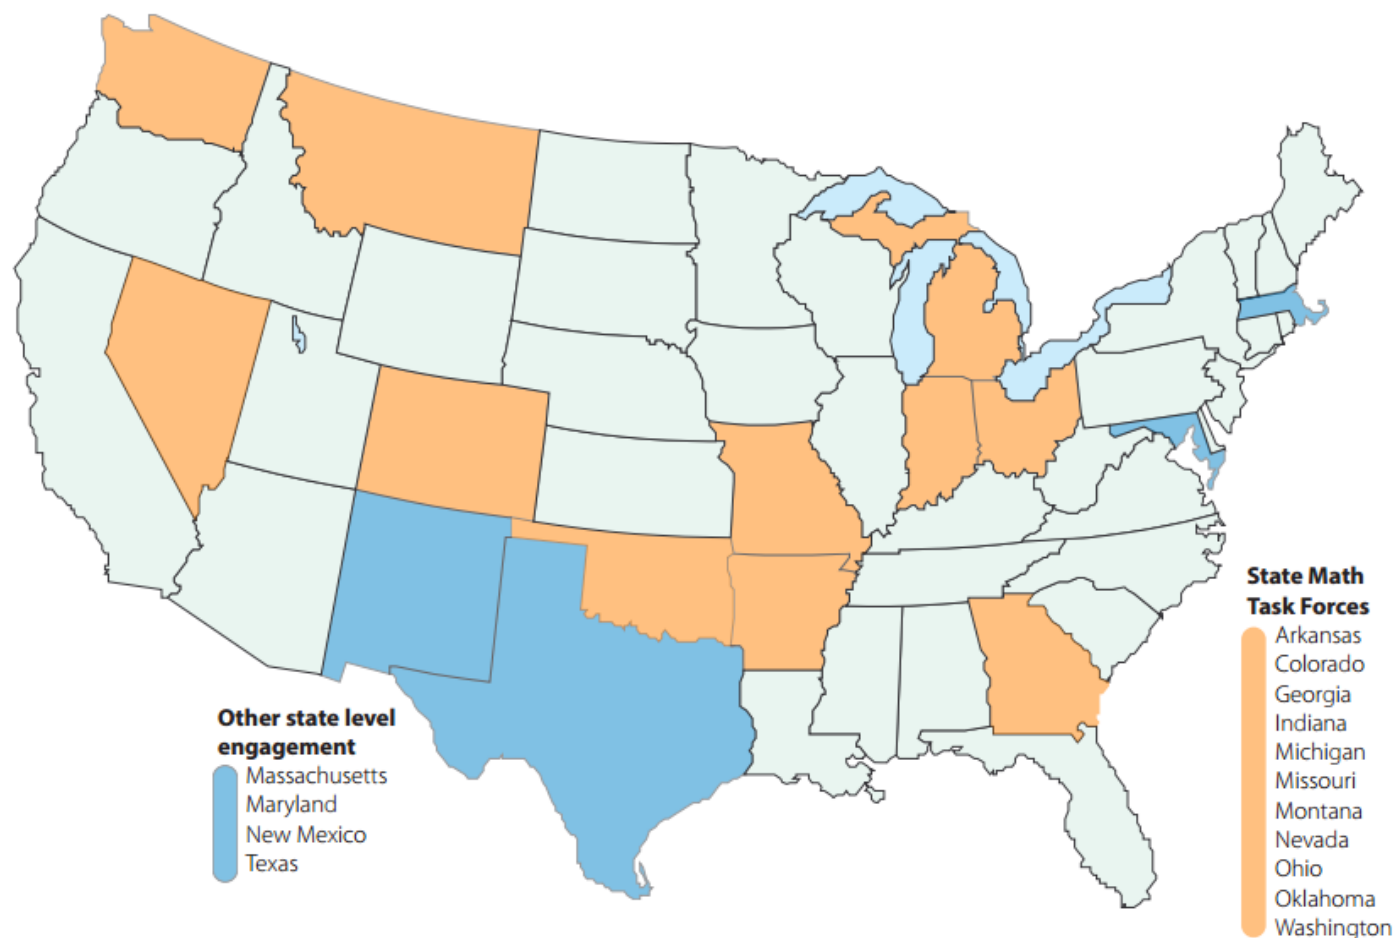 Other state level
engagement
Massachusetts
Maryland
New Mexico
Texas
State Math
Task Forces
Arkansas
Colorado
Georgia
Indiana
Michigan
Missouri
Montana
Nevada
Ohio
Oklahoma
Washington